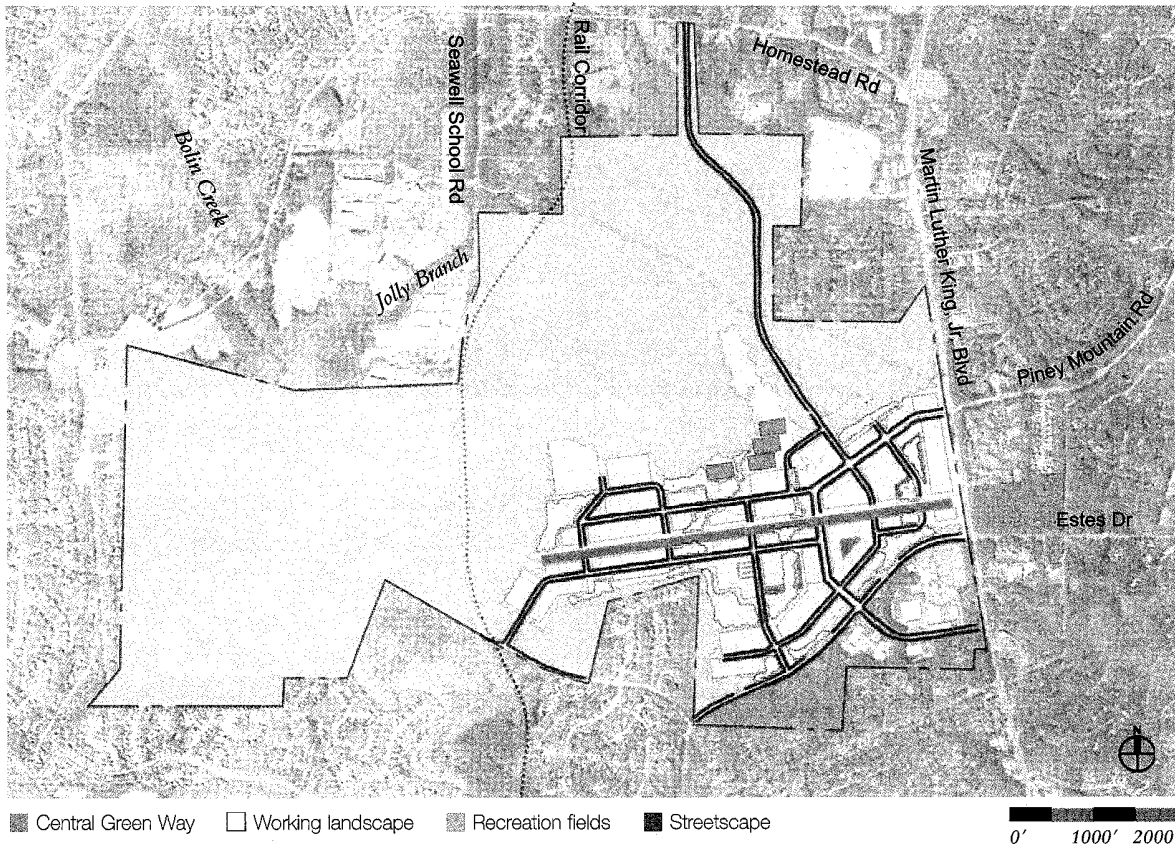 Homestead Rd
Rail Corridor
Seawell School Rd
Bolin Creek
Jolly Branch
Martin Luther King, Jr. Blvd
Piney Mountain Rd
Estes Dr
N
Central Green Way
Working landscape
Recreation fields
Streetscape
0' 1000' 2000